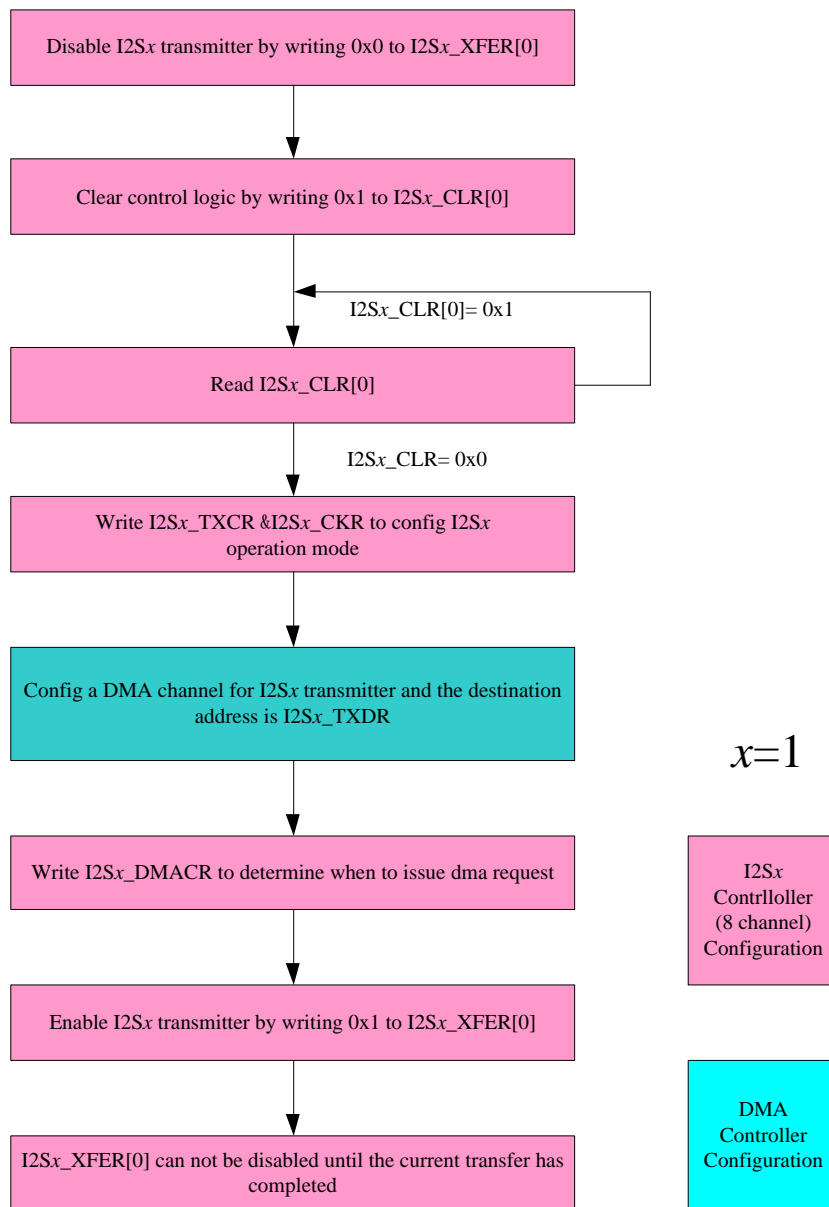 Disable I2Sx transmitter by writing 0x0 to I2Sx_XFER[0]
Clear control logic by writing 0x1 to I2Sx_CLR[0]
I2Sx_CLR[0]= 0x1
Read I2Sx_CLR[0]
I2Sx_CLR= 0x0
Write I2Sx_TXCR &I2Sx_CKR to config I2Sx
operation mode
Config a DMA channel for I2Sx transmitter and the destination
address is I2Sx_TXDR
x=1
Write I2Sx_DMACR to determine when to issue dma request
I2Sx
Contrlloller
(8 channel)
Configuration
Enable I2Sx transmitter by writing 0x1 to I2Sx_XFER[0]
I2Sx_XFER[0] can not be disabled until the current transfer has
completed
DMA
Controller
Configuration